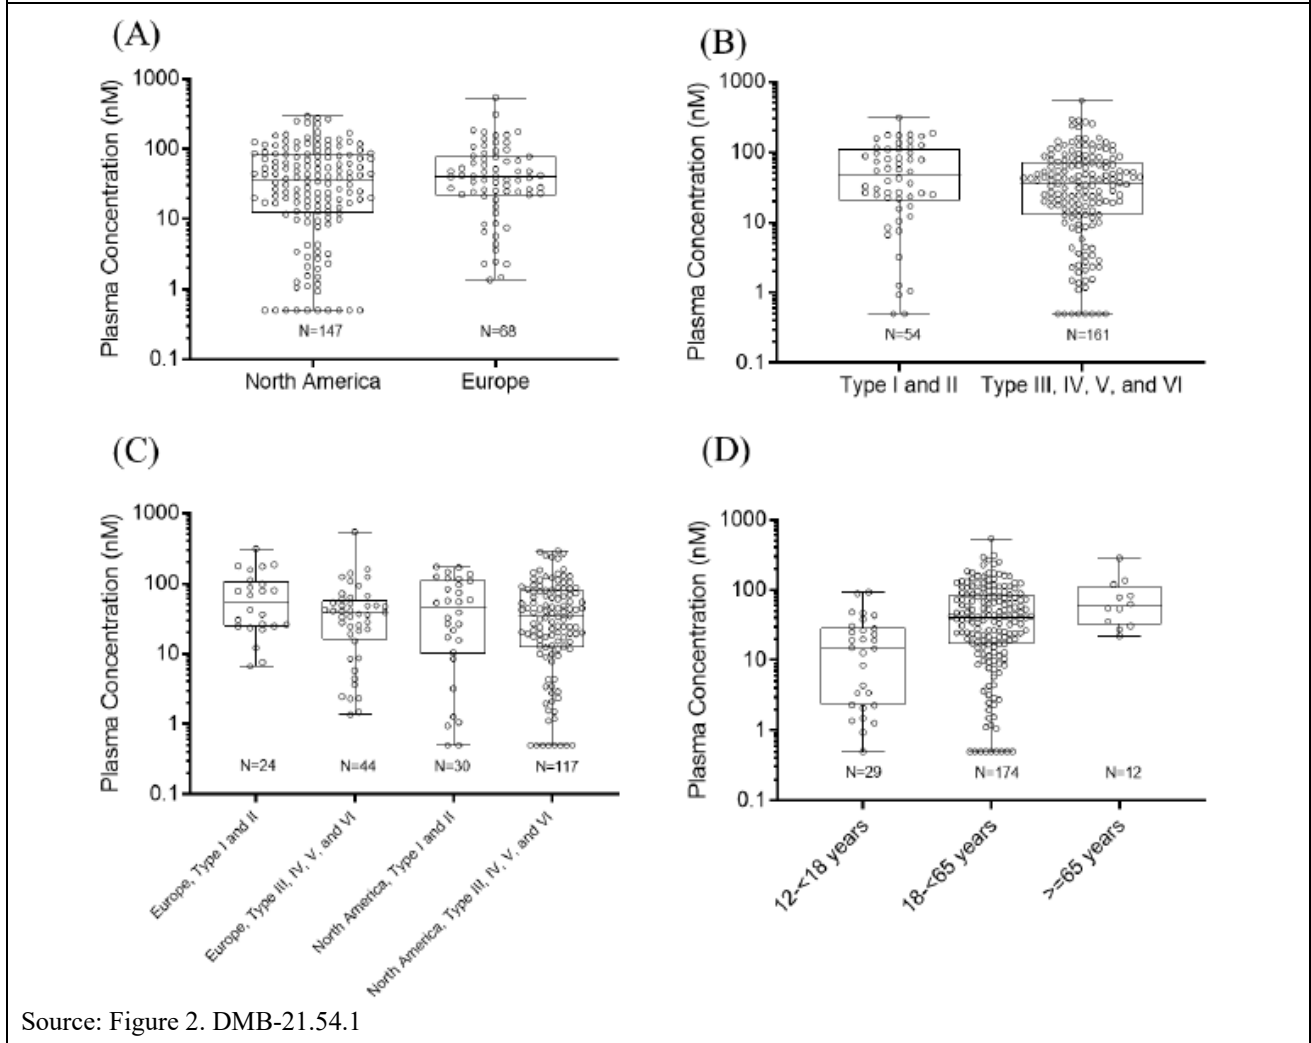 (A)
Plasma Concentration (nM)
1000
100
10
1
0.1
N=147
N=68
North America
Europe
(B)
Plasma Concentration (nM)
1000
100
10
1
0.1
N=54
N=161
Type I and II
Type III, IV, V, and VI
(C)
Plasma Concentration (nM)
1000
100
10
1
0.1
N=24
N=44
N=30
N=117
Europe, Type I and II
Europe, Type III, IV, V, and VI
North America, Type I and II
North America, Type III, IV, V, and VI
(D)
Plasma Concentration (nM)
1000
100
10
1
0.1
N=29
N=174
N=12
12-<18 years
18-<65 years
>=65 years
Source: Figure 2. DMB-21.54.1